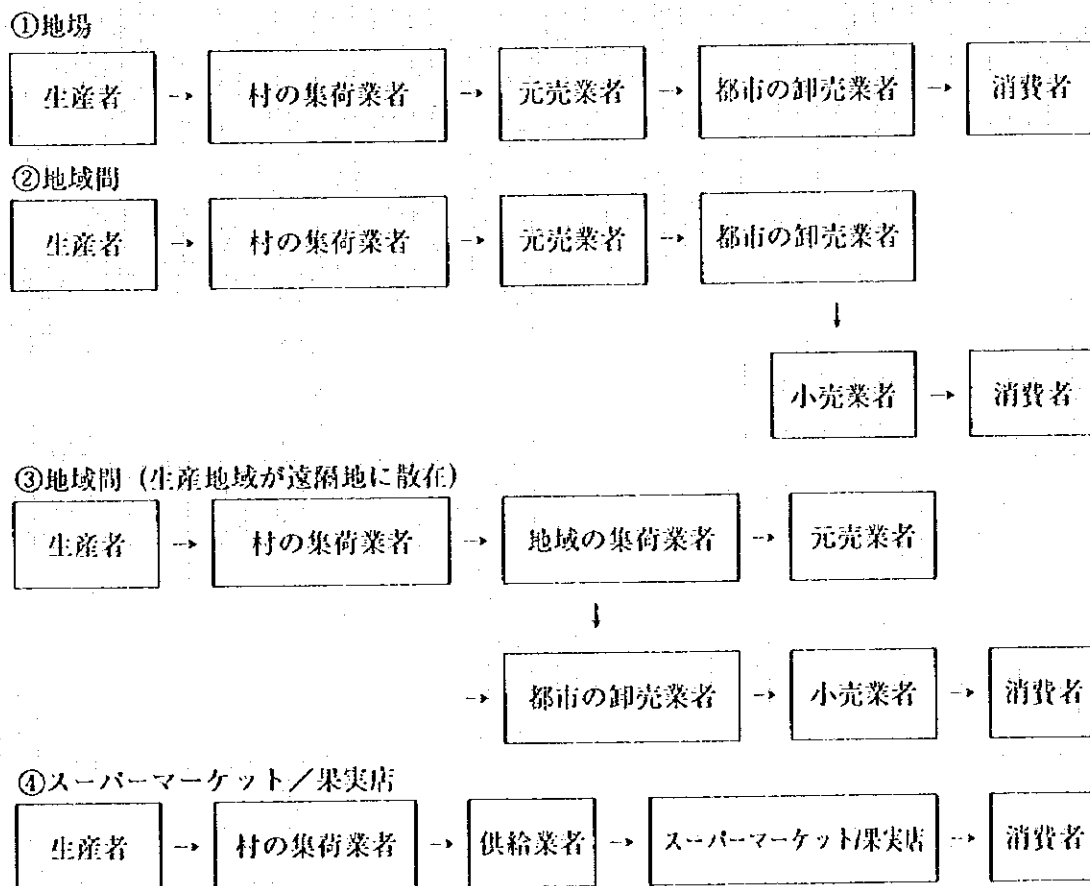 ①地場
生産者 → 村の集荷業者 → 元売業者 → 都市の卸売業者 → 消費者
②地域間
生産者 → 村の集荷業者 → 元売業者 → 都市の卸売業者
↓
小売業者 → 消費者
③地域間（生産地域が遠隔地に散在）
生産者 → 村の集荷業者 → 地域の集荷業者 → 元売業者
↓
→ 都市の卸売業者 → 小売業者 → 消費者
④スーパーマーケット／果実店
生産者 → 村の集荷業者 → 供給業者 → スーパーマーケット/果実店 → 消費者